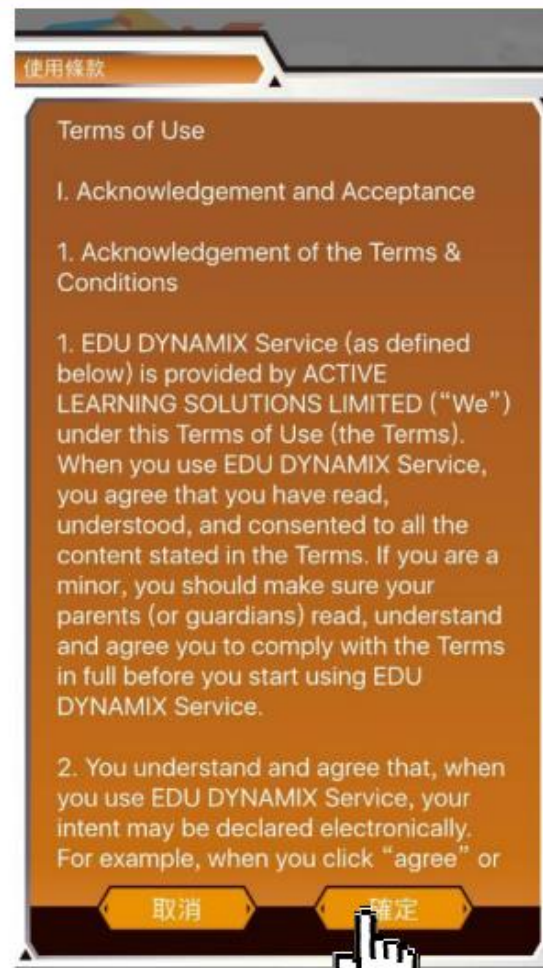 使用條款
Terms of Use
I. Acknowledgement and Acceptance
1. Acknowledgement of the Terms &
Conditions
1. EDU DYNAMIX Service (as defined
below) is provided by ACTIVE
LEARNING SOLUTIONS LIMITED (“We”)
under this Terms of Use (the Terms).
When you use EDU DYNAMIX Service,
you agree that you have read,
understood, and consented to all the
content stated in the Terms. If you are a
minor, you should make sure your
parents (or guardians) read, understand
and agree you to comply with the Terms
in full before you start using EDU
DYNAMIX Service.
2. You understand and agree that, when
you use EDU DYNAMIX Service, your
intent may be declared electronically.
For example, when you click “agree” or
取消 確定